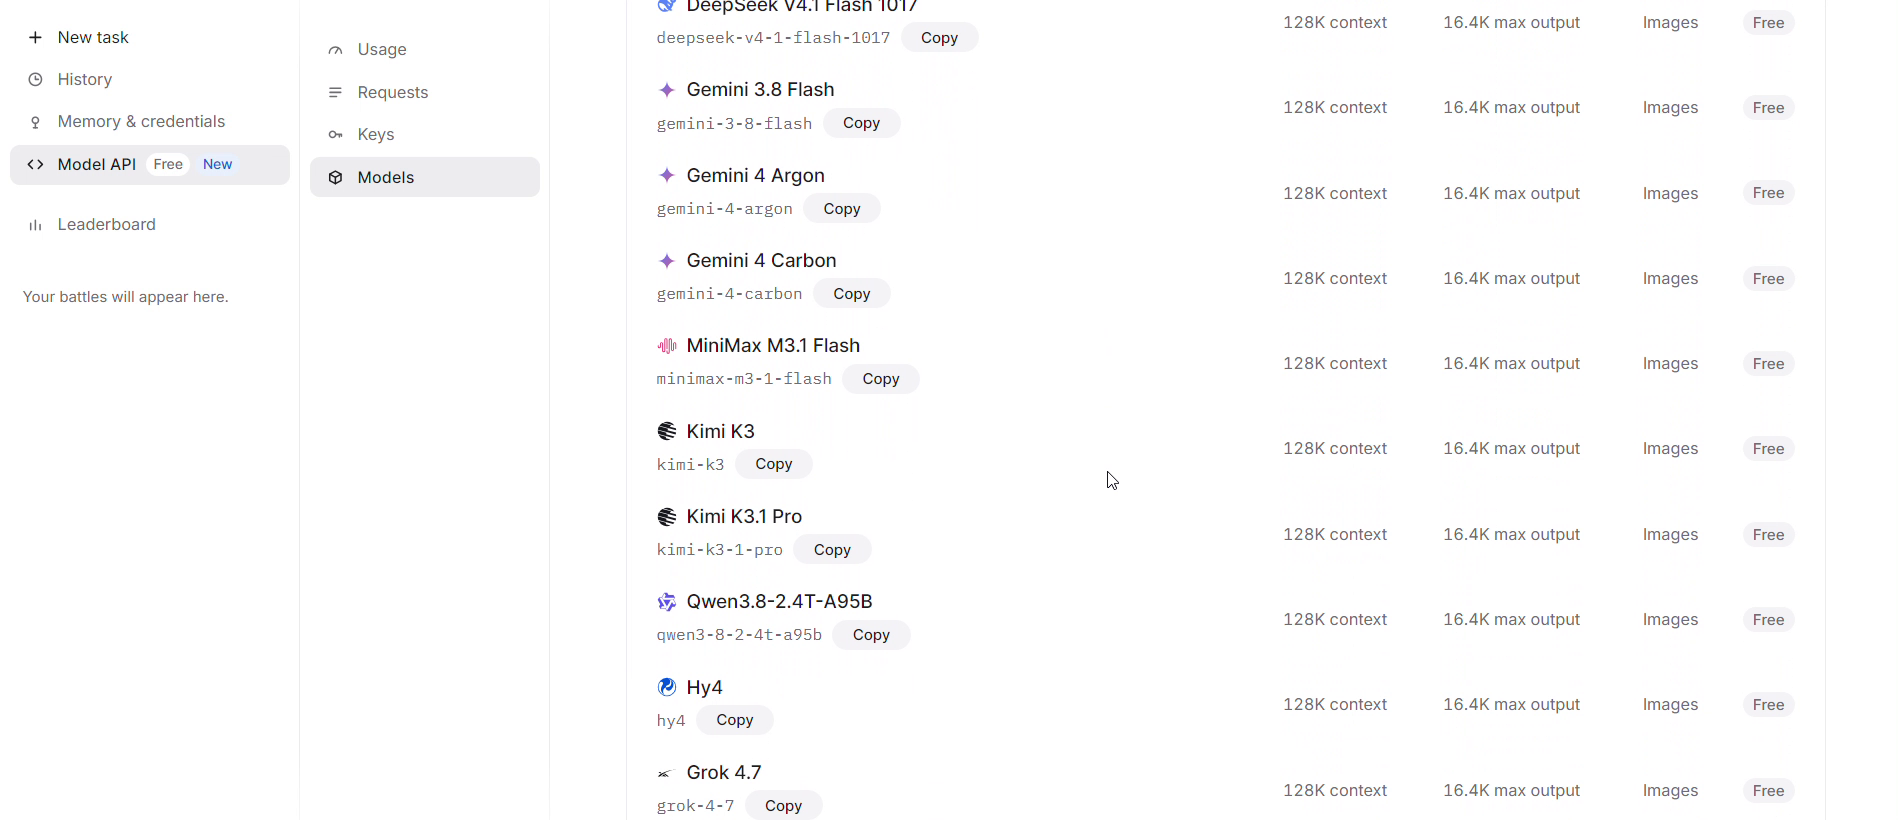 New task
History
Memory & credentials
Model API Free New
Leaderboard
Your battles will appear here.
Usage
Requests
Keys
Models
DeepSeek V4.1 Flash 1017
deepseek-v4-1-flash-1017 Copy
128K context 16.4K max output Images Free
Gemini 3.8 Flash
gemini-3-8-flash Copy
128K context 16.4K max output Images Free
Gemini 4 Argon
gemini-4-argon Copy
128K context 16.4K max output Images Free
Gemini 4 Carbon
gemini-4-carbon Copy
128K context 16.4K max output Images Free
MiniMax M3.1 Flash
minimax-m3-1-flash Copy
128K context 16.4K max output Images Free
Kimi K3
kimi-k3 Copy
128K context 16.4K max output Images Free
Kimi K3.1 Pro
kimi-k3-1-pro Copy
128K context 16.4K max output Images Free
Qwen3.8-2.4T-A95B
qwen3-8-2-4t-a95b Copy
128K context 16.4K max output Images Free
Hy4
hy4 Copy
128K context 16.4K max output Images Free
Grok 4.7
grok-4-7 Copy
128K context 16.4K max output Images Free